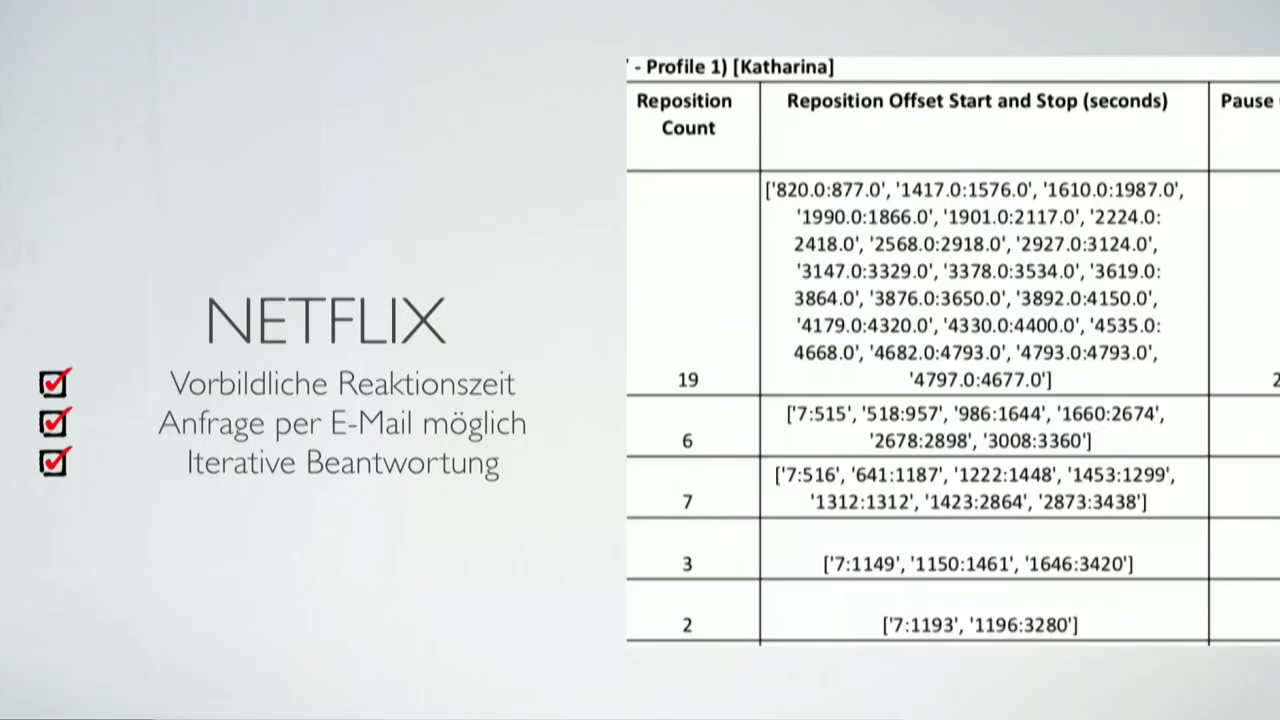 NETFLIX
Vorbildliche Reaktionszeit
Anfrage per E-Mail möglich
Iterative Beantwortung
' - Profile 1) [Katharina]
Reposition Count
Reposition Offset Start and Stop (seconds)
Pause
['820.0:877.0', '1417.0:1576.0', '1610.0:1987.0',
'1990.0:1866.0', '1901.0:2117.0', '2224.0:
2418.0', '2568.0:2918.0', '2927.0:3124.0',
'3147.0:3329.0', '3378.0:3534.0', '3619.0:
3864.0', '3876.0:3650.0', '3892.0:4150.0',
'4179.0:4320.0', '4330.0:4400.0', '4535.0:
4668.0', '4682.0:4793.0', '4793.0:4793.0',
19 '4797.0:4677.0'] 2
['7:515', '518:957', '986:1644', '1660:2674',
6 '2678:2898', '3008:3360']
['7:516', '641:1187', '1222:1448', '1453:1299',
7 '1312:1312', '1423:2864', '2873:3438']
3 ['7:1149', '1150:1461', '1646:3420']
2 ['7:1193', '1196:3280']